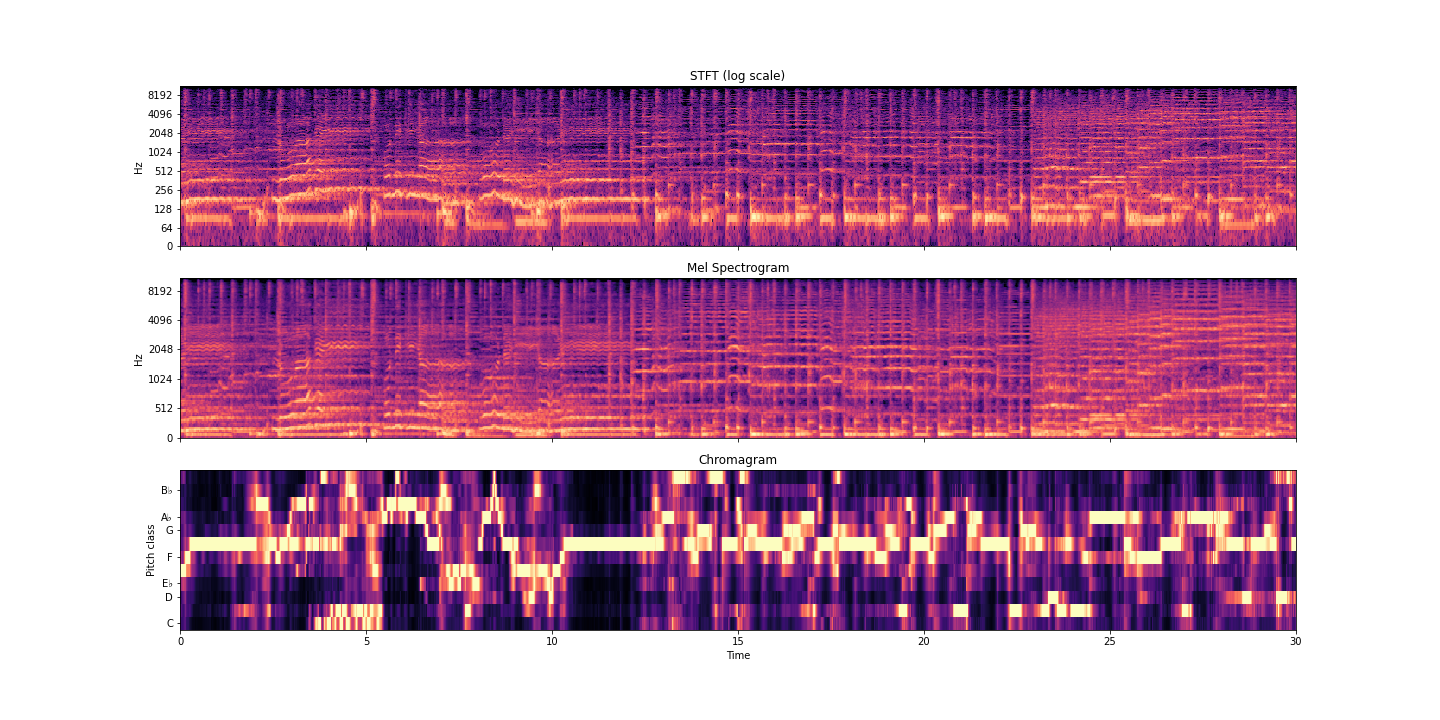 STFT (log scale)
8192
4096
2048
1024
512
256
128
64
0
Hz
Mel Spectrogram
8192
4096
2048
1024
512
0
Hz
Chromagram
B♭
A♭
G
F
E♭
D
C
Pitch class
0 5 10 15 20 25 30
Time